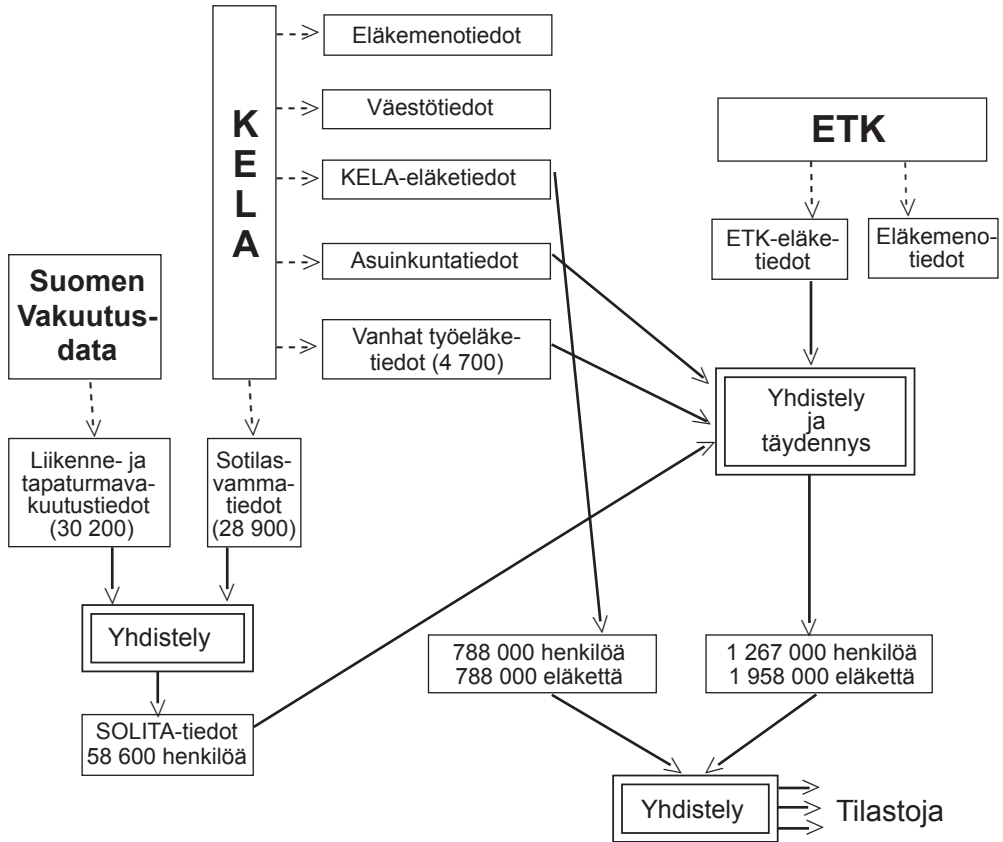 K
E
L
A
Eläkemenotiedot
Väestötiedot
KELA-eläketiedot
Asuinkuntatiedot
Vanhat työeläke-
tiedot (4 700)
ETK
ETK-eläke-
tiedot
Eläkemeno-
tiedot
Suomen
Vakuutus-
data
Liikenne- ja
tapaturmava-
kuutustiedot
(30 200)
Sotilas-
vamma-
tiedot
(28 900)
Yhdistely
ja
täydennys
Yhdistely
SOLITA-tiedot
58 600 henkilöä
788 000 henkilöä
788 000 eläkettä
1 267 000 henkilöä
1 958 000 eläkettä
Yhdistely
Tilastoja